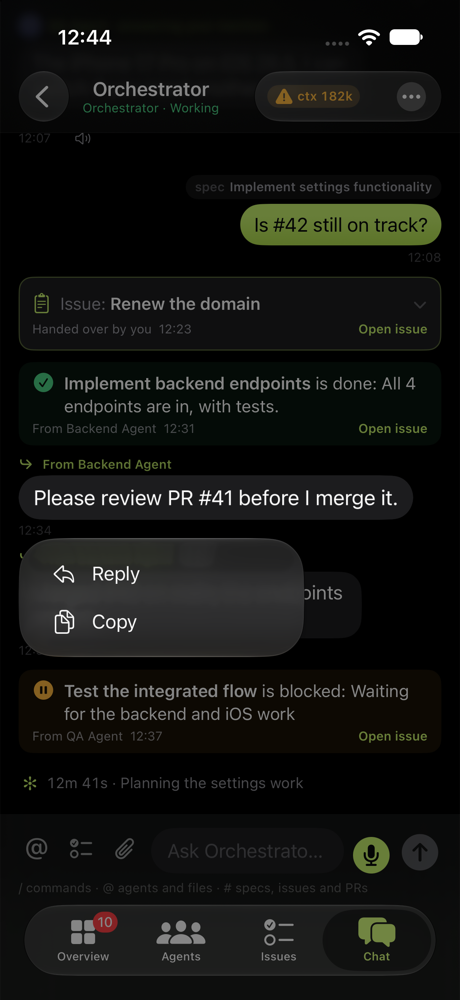 12:44
Orchestrator
Orchestrator · Working
ctx 182k
12:07
spec Implement settings functionality
Is #42 still on track?
12:08
Issue: Renew the domain
Handed over by you 12:23
Open issue
Implement backend endpoints is done: All 4
endpoints are in, with tests.
From Backend Agent 12:31
Open issue
From Backend Agent
Please review PR #41 before I merge it.
12:34
Reply
Copy
Test the integrated flow is blocked: Waiting
for the backend and iOS work
From QA Agent 12:37
Open issue
12m 41s · Planning the settings work
Ask Orchestrato...
/ commands · @ agents and files · # specs, issues and PRs
10
Overview
Agents
Issues
Chat